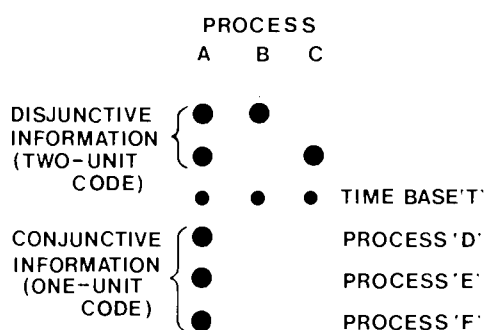 PROCESS
A B C
DISJUNCTIVE
INFORMATION
(TWO-UNIT
CODE)
TIME BASE'T'
CONJUNCTIVE
INFORMATION
(ONE-UNIT
CODE)
PROCESS 'D'
PROCESS 'E'
PROCESS 'F'